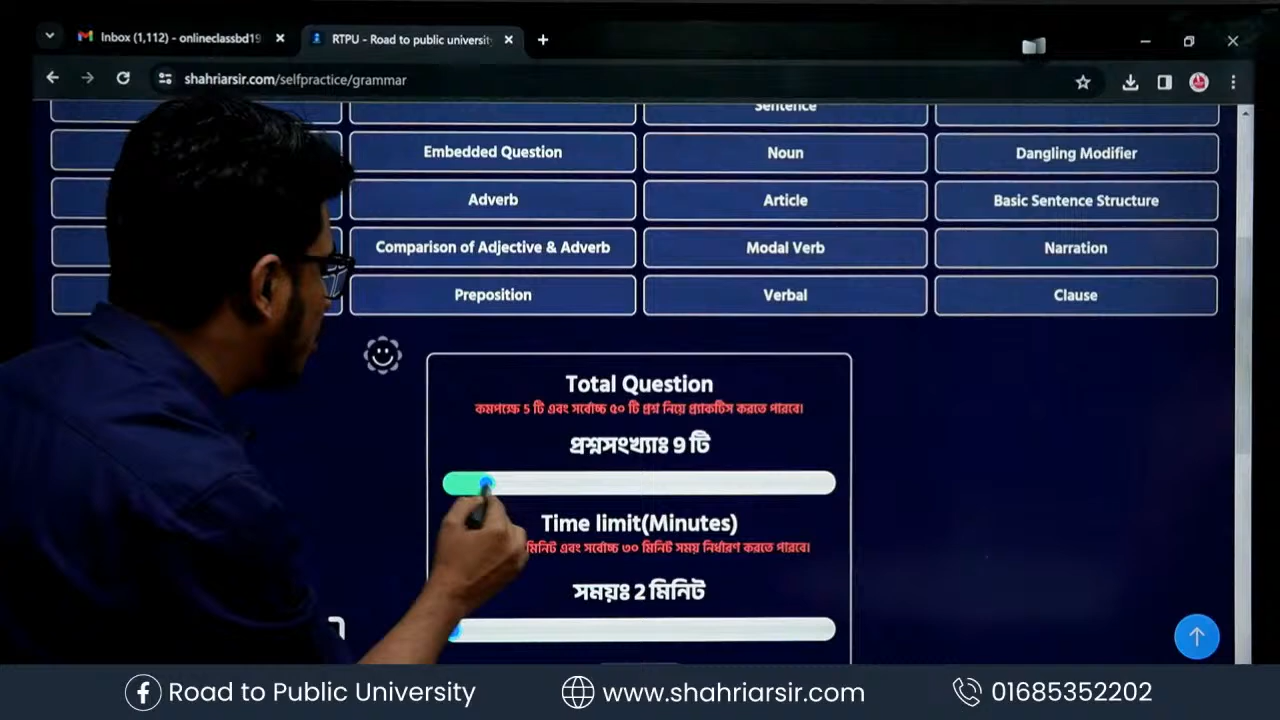 Inbox (1,112) - onlineclassbd19
RTPU - Road to public university
shahriarsir.com/selfpractice/grammar
Sentence
Embedded Question
Noun
Dangling Modifier
Adverb
Article
Basic Sentence Structure
Comparison of Adjective & Adverb
Modal Verb
Narration
Preposition
Verbal
Clause
Total Question
কমপক্ষে 5 টি এবং সর্বোচ্চ ৫০ টি প্রশ্ন নিয়ে প্র্যাকটিস করতে পারবে।
প্রশ্নসংখ্যাঃ 9 টি
Time limit(Minutes)
মিনিট এবং সর্বোচ্চ ৩০ মিনিট সময় নির্ধারণ করতে পারবে।
সময়ঃ 2 মিনিট
Road to Public University
www.shahriarsir.com
01685352202